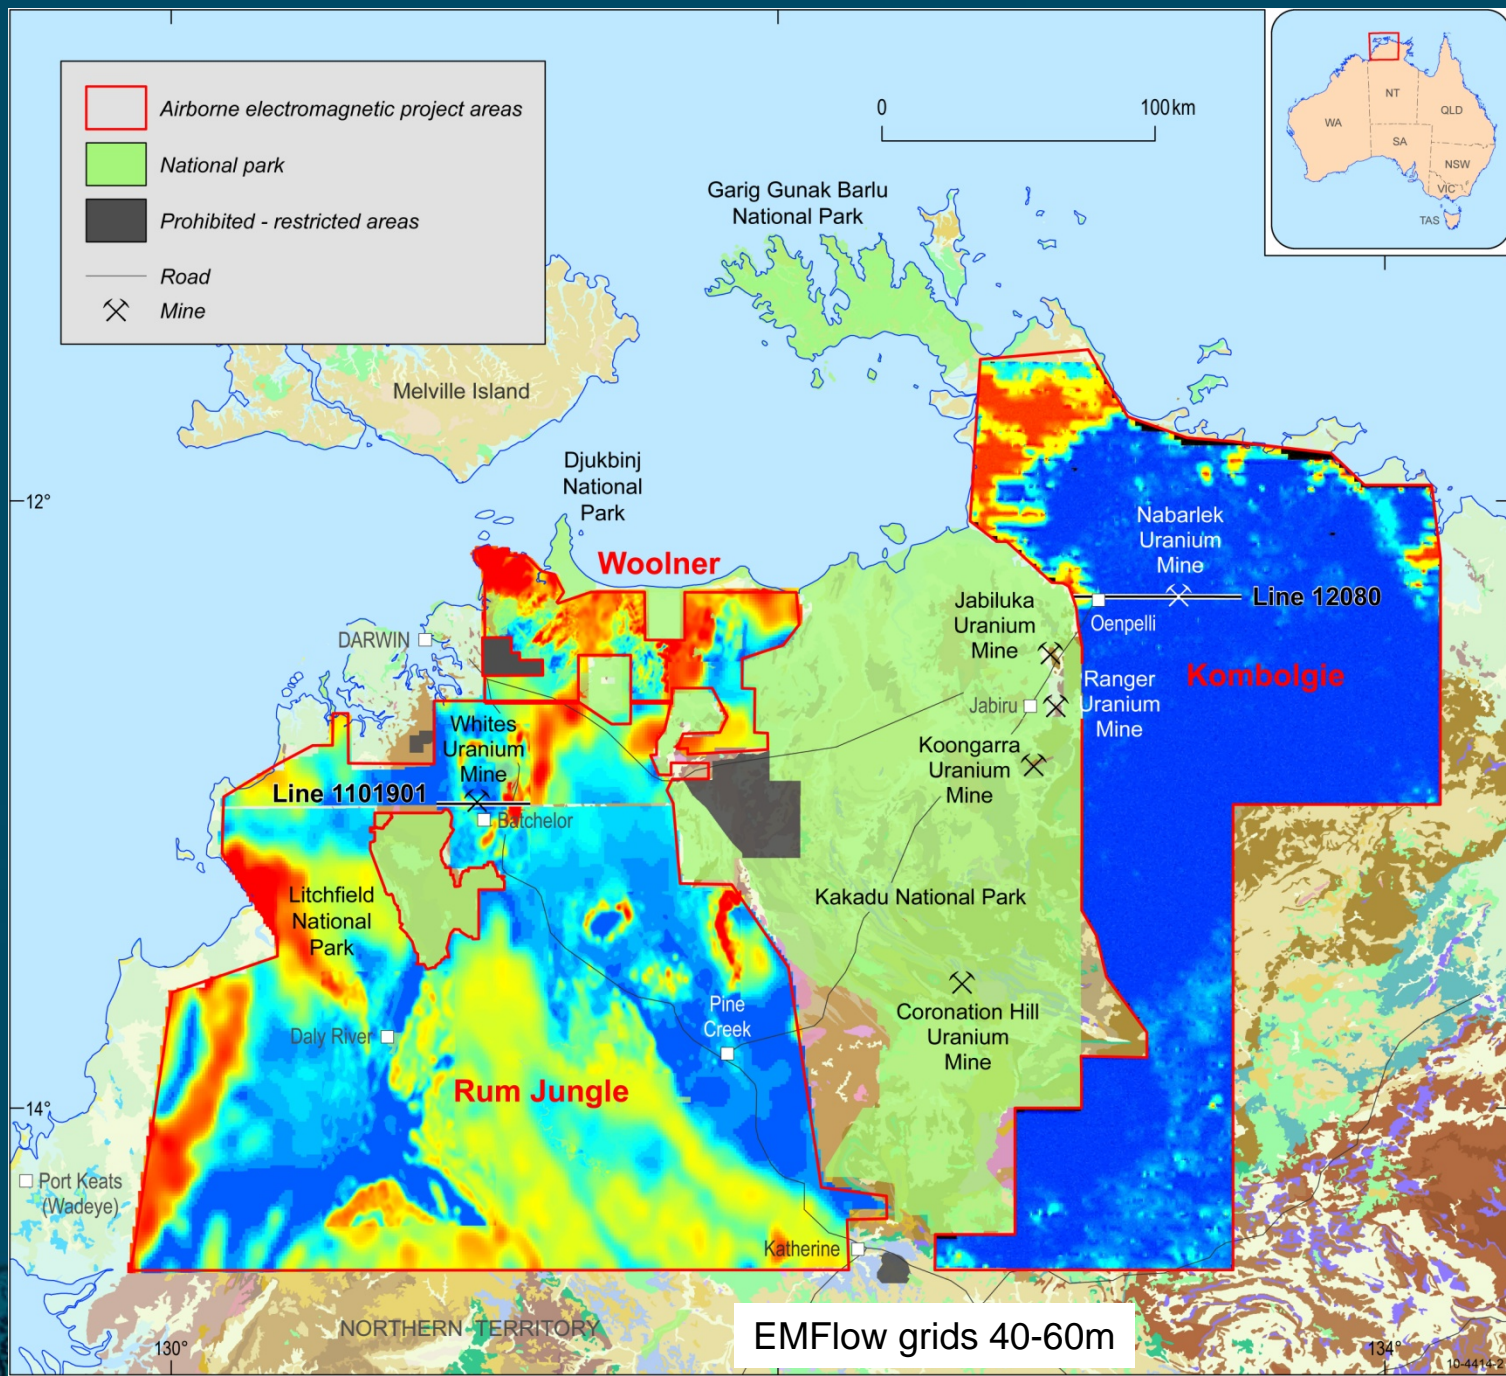 Airborne electromagnetic project areas
National park
Prohibited - restricted areas
Road
Mine
0 100 km
NT
WA
QLD
SA
NSW
VIC
TAS
Garig Gunak Barlu
National Park
Melville Island
Djukbinj
National
Park
12°
Woolner
Nabarlek
Uranium
Mine
Line 12080
Jabiluka
Uranium
Mine
Oenpelli
DARWIN
Kombolgie
Ranger
Uranium
Mine
Jabiru
Whites
Uranium
Mine
Koongarra
Uranium
Mine
Line 1101901
Batchelor
Litchfield
National
Park
Kakadu National Park
Pine
Creek
Coronation Hill
Uranium
Mine
Daly River
Rum Jungle
14°
Port Keats
(Wadeye)
Katherine
NORTHERN TERRITORY
EMFlow grids 40-60m
130°
134°
10-4414-2